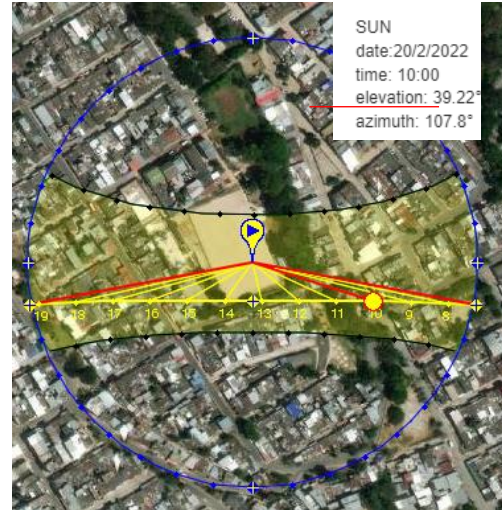 SUN
date:20/2/2022
time: 10:00
elevation: 39.22°
azimuth: 107.8°
19 18 17 16 15 14 13 12 11 10 9 8